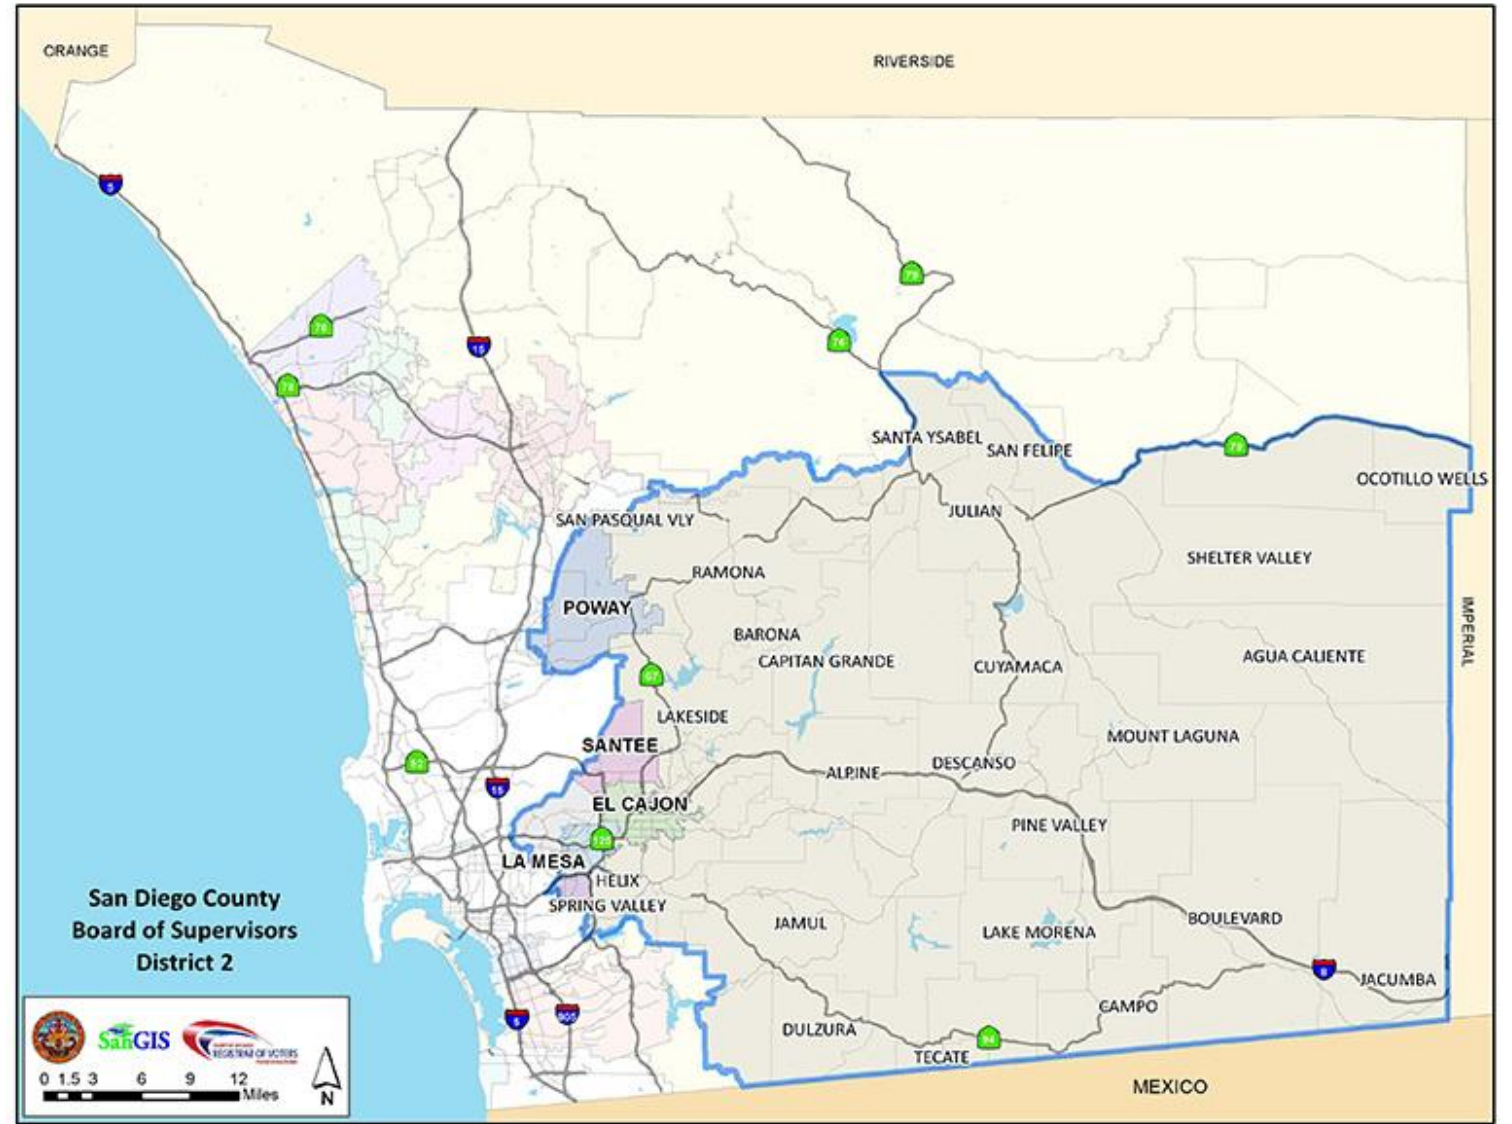 ORANGE
RIVERSIDE
5
79
76
76
15
78
SANTA YSABEL
SAN FELIPE
78
OCOTILLO WELLS
JULIAN
SAN PASQUAL VLY
SHELTER VALLEY
RAMONA
POWAY
BARONA
IMPERIAL
CAPITAN GRANDE
CUYAMACA
AGUA CALIENTE
67
LAKESIDE
SANTEE
MOUNT LAGUNA
52
DESCANSO
ALPINE
15
EL CAJON
PINE VALLEY
125
LA MESA
HELIX
SPRING VALLEY
JAMUL
LAKE MORENA
BOULEVARD
San Diego County
Board of Supervisors
District 2
8
JACUMBA
CAMPO
5
905
DULZURA
94
TECATE
MEXICO
SanGIS
REGISTRAR OF VOTERS
0 1.5 3 6 9 12
Miles
N